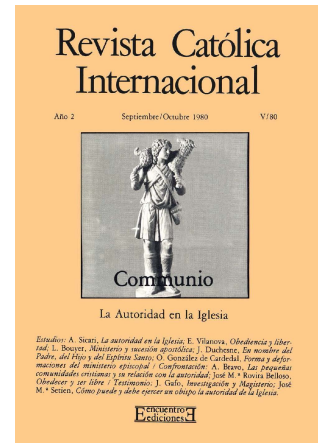 Revista Católica
Internacional
Año 2 Septiembre/Octubre 1980 V/80
Communio
La Autoridad en la Iglesia
Estudios: A. Sicari, La autoridad en la Iglesia; E. Vilanova, Obediencia y liber-
tad; L. Bouyer, Ministerio y sucesión apostólica; J. Duchesne, En nombre del
Padre, del Hijo y del Espíritu Santo; O. González de Cardedal, Forma y defor-
maciones del ministerio episcopal / Confrontación: A. Bravo, Las pequeñas
comunidades cristianas y su relación con la autoridad; José M.ª Rovira Belloso,
Obedecer y ser libre / Testimonio: J. Gafo, Investigación y Magisterio; José
M.ª Setien, Cómo puede y debe ejercer un obispo la autoridad de la Iglesia.
encuentro
ediciones